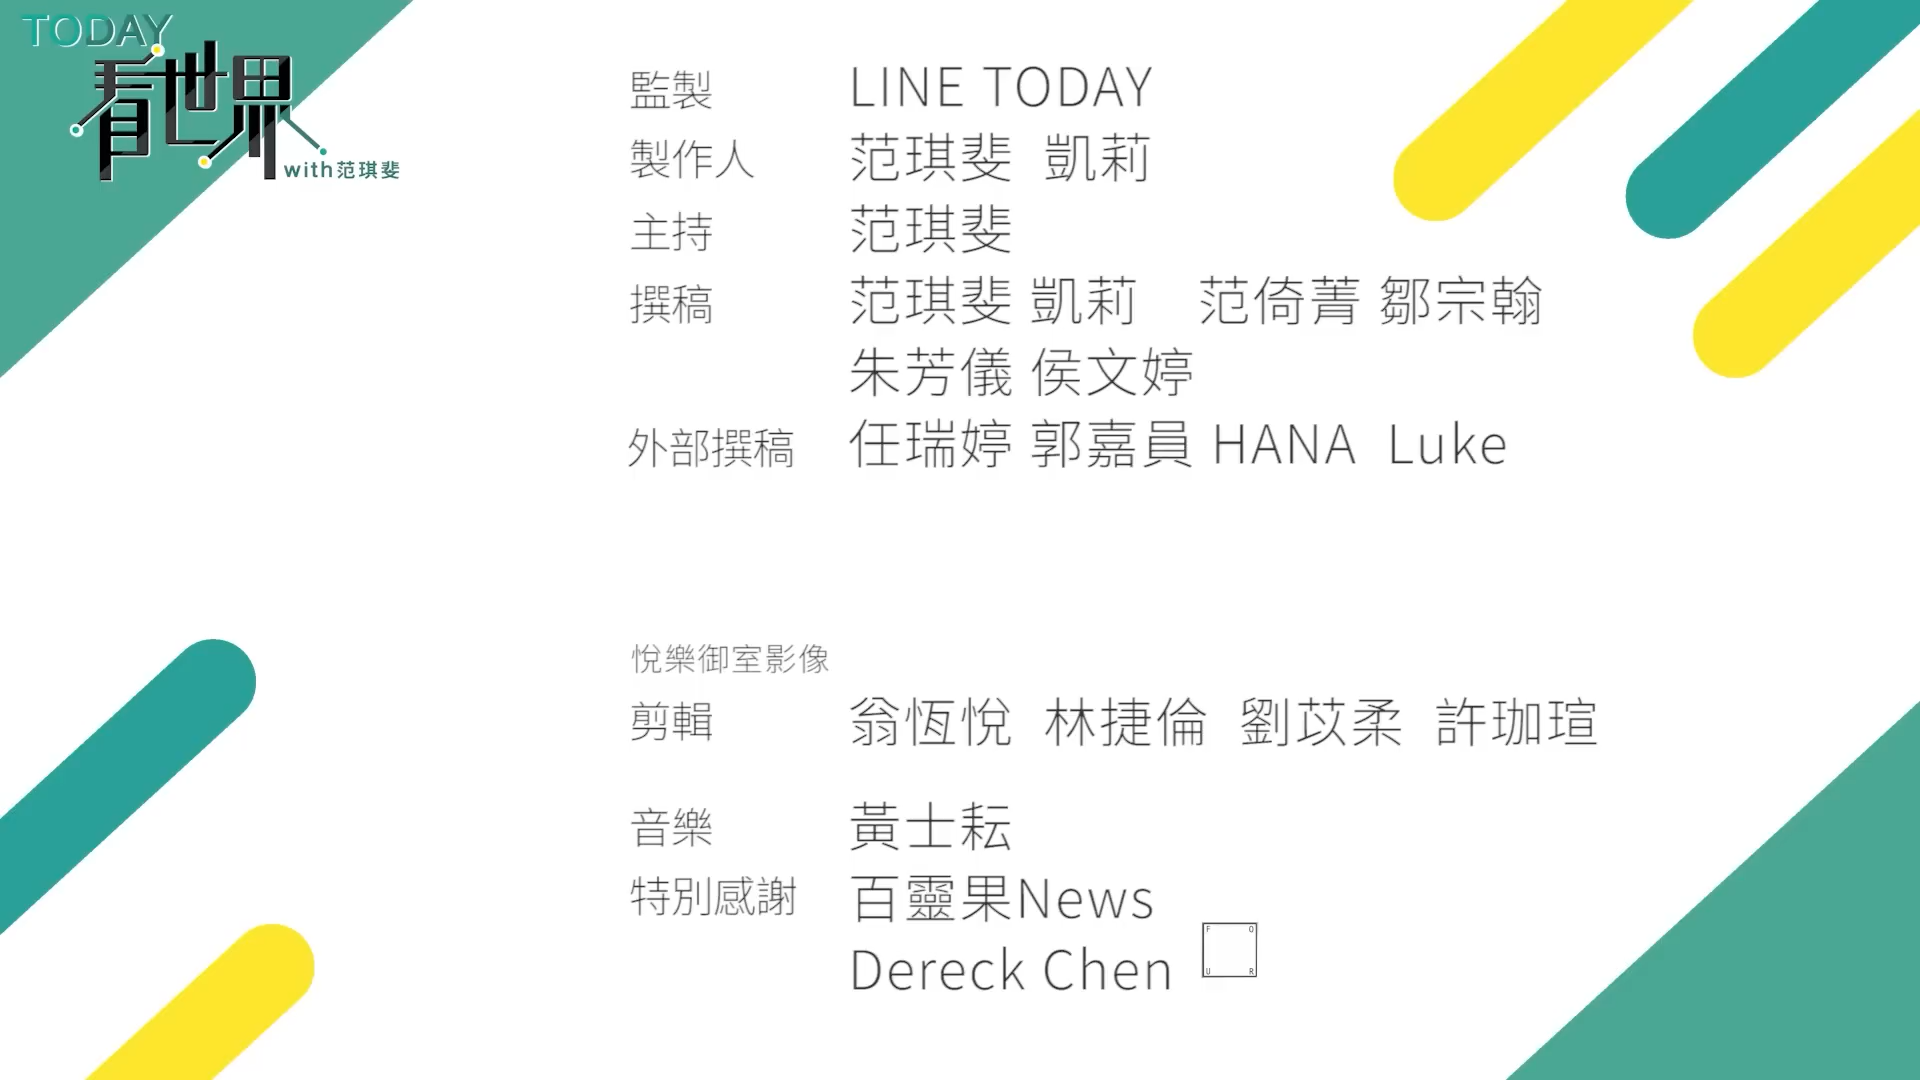 TODAY
看世界
with范琪斐
監製 LINE TODAY
製作人 范琪斐 凱莉
主持 范琪斐
撰稿 范琪斐 凱莉 范倚菁 鄒宗翰
朱芳儀 侯文婷
外部撰稿 任瑞婷 郭嘉員 HANA Luke
悅樂御室影像
剪輯 翁恆悅 林捷倫 劉苡柔 許珈瑄
音樂 黃士耘
特別感謝 百靈果News
Dereck Chen
F O
U R